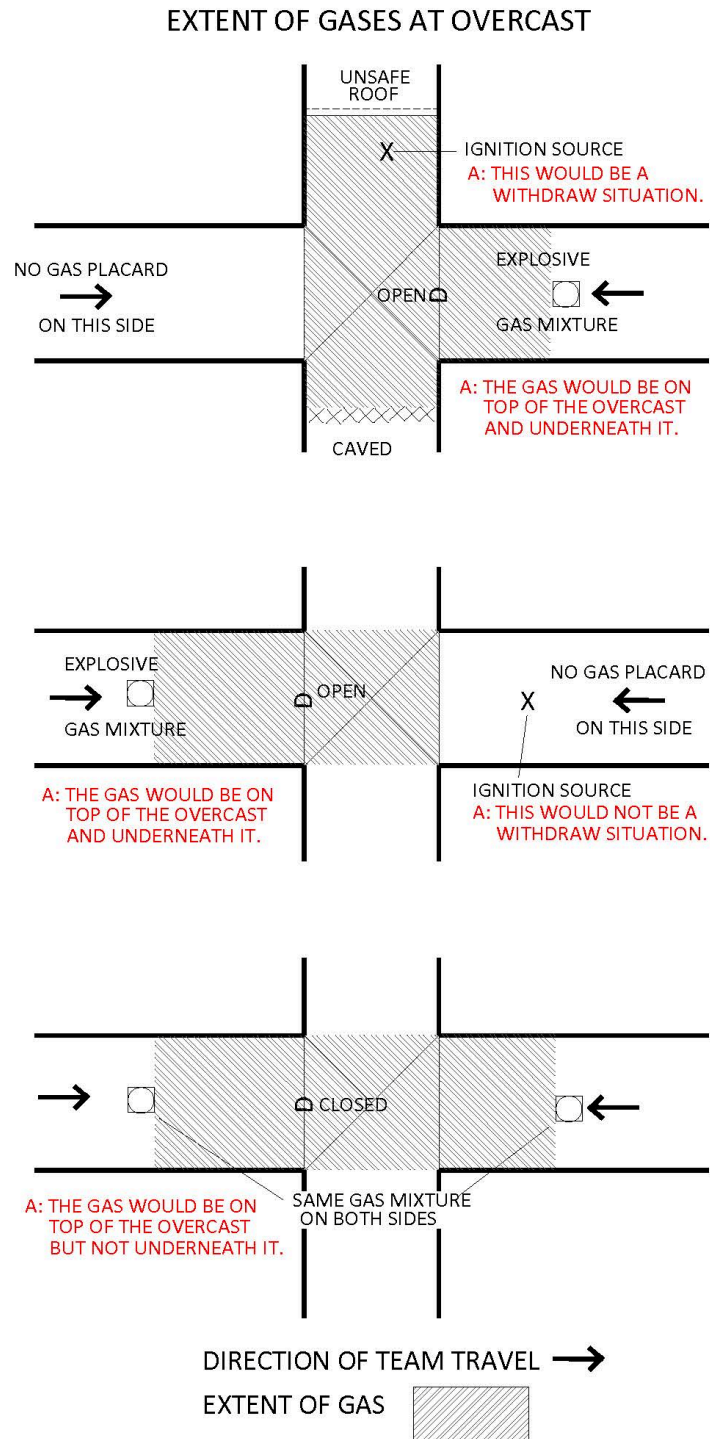 EXTENT OF GASES AT OVERCAST
UNSAFE
ROOF
X
IGNITION SOURCE
A: THIS WOULD BE A
WITHDRAW SITUATION.
NO GAS PLACARD
ON THIS SIDE
OPEN
D
EXPLOSIVE
GAS MIXTURE
A: THE GAS WOULD BE ON
TOP OF THE OVERCAST
AND UNDERNEATH IT.
CAVED
EXPLOSIVE
GAS MIXTURE
D
OPEN
NO GAS PLACARD
ON THIS SIDE
X
A: THE GAS WOULD BE ON
TOP OF THE OVERCAST
AND UNDERNEATH IT.
IGNITION SOURCE
A: THIS WOULD NOT BE A
WITHDRAW SITUATION.
D
CLOSED
SAME GAS MIXTURE
ON BOTH SIDES
A: THE GAS WOULD BE ON
TOP OF THE OVERCAST
BUT NOT UNDERNEATH IT.
DIRECTION OF TEAM TRAVEL
EXTENT OF GAS